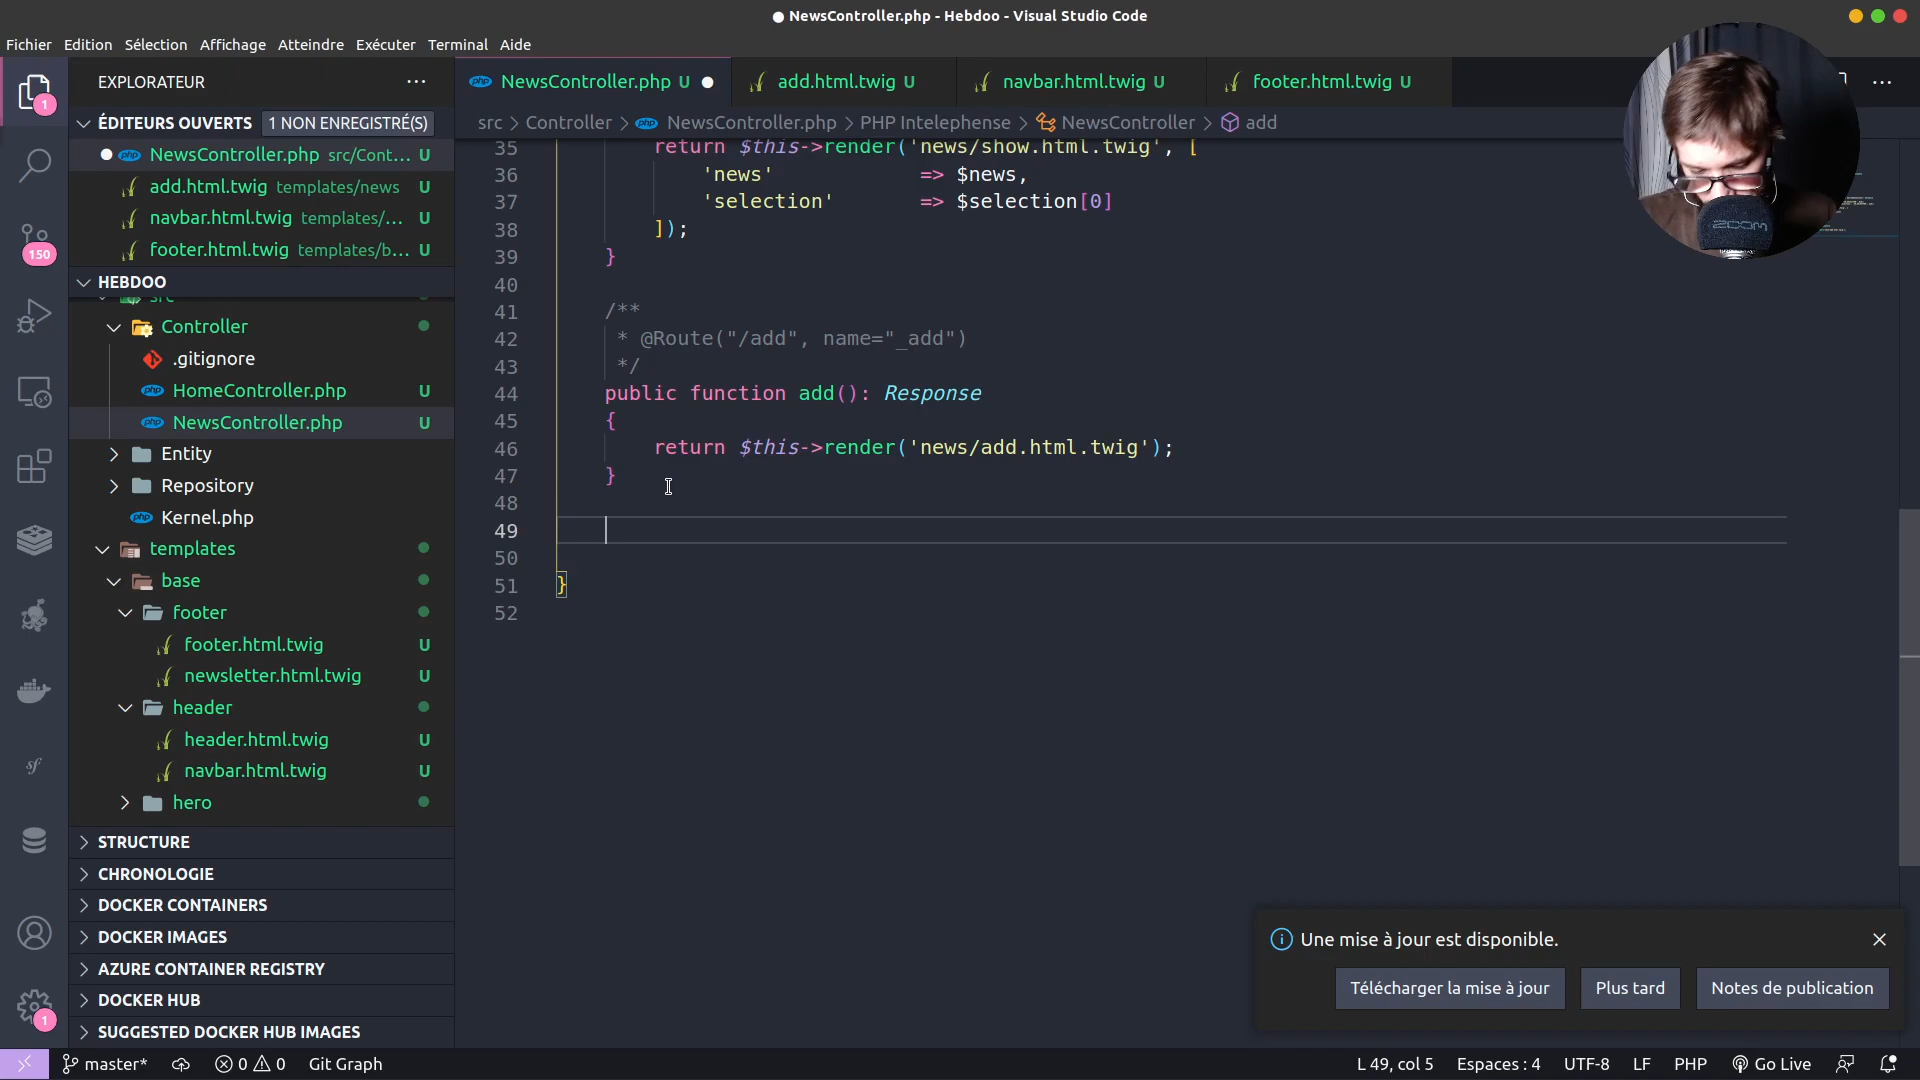 NewsController.php - Hebdoo - Visual Studio Code
Fichier Edition Sélection Affichage Atteindre Exécuter Terminal Aide
EXPLORATEUR
NewsController.php U
add.html.twig U
navbar.html.twig U
footer.html.twig U
ÉDITEURS OUVERTS 1 NON ENREGISTRÉ(S)
NewsController.php src/Cont... U
add.html.twig templates/news U
navbar.html.twig templates/... U
footer.html.twig templates/b... U
HEBDOO
src
Controller
.gitignore
HomeController.php U
NewsController.php U
Entity
Repository
Kernel.php
templates
base
footer
footer.html.twig U
newsletter.html.twig U
header
header.html.twig U
navbar.html.twig U
hero
STRUCTURE
CHRONOLOGIE
DOCKER CONTAINERS
DOCKER IMAGES
AZURE CONTAINER REGISTRY
DOCKER HUB
SUGGESTED DOCKER HUB IMAGES
1
150
sf
1
src > Controller > NewsController.php > PHP Intelephense > NewsController > add
35 return $this->render('news/show.html.twig', [
36 'news' => $news,
37 'selection' => $selection[0]
38 ]);
39 }
40
41 /**
42 * @Route("/add", name="_add")
43 */
44 public function add(): Response
45 {
46 return $this->render('news/add.html.twig');
47 }
48
49
50
51 }
52
ZOOM
Une mise à jour est disponible.
Télécharger la mise à jour
Plus tard
Notes de publication
master* 0 0 Git Graph
L 49, col 5 Espaces : 4 UTF-8 LF PHP Go Live